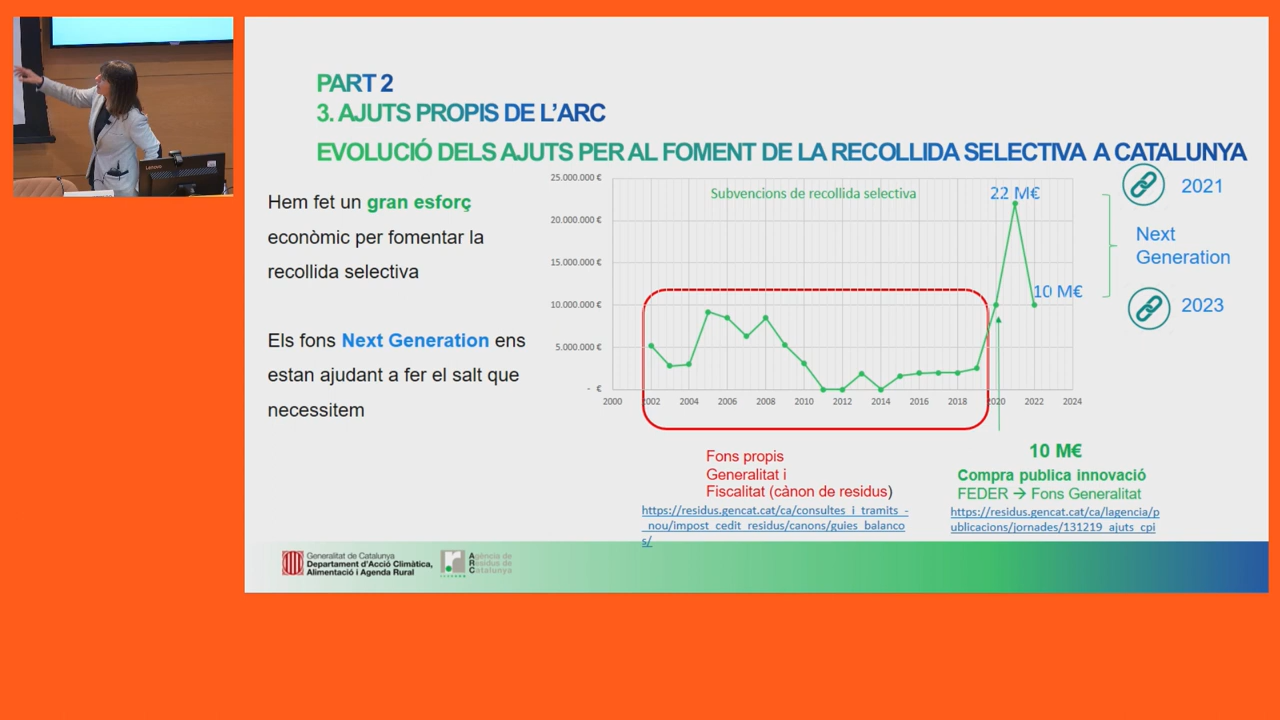 PART 2
3. AJUTS PROPIS DE L'ARC
EVOLUCIÓ DELS AJUTS PER AL FOMENT DE LA RECOLLIDA SELECTIVA A CATALUNYA
Hem fet un gran esforç
econòmic per fomentar la
recollida selectiva
Els fons Next Generation ens
estan ajudant a fer el salt que
necessitem
Subvencions de recollida selectiva
25.000.000 €
20.000.000 €
15.000.000 €
10.000.000 €
5.000.000 €
- €
2000 2002 2004 2006 2008 2010 2012 2014 2016 2018 2020 2022 2024
22 M€
10 M€
2021
Next
Generation
2023
Fons propis
Generalitat i
Fiscalitat (cànon de residus)
https://residus.gencat.cat/ca/consultes_i_tramits_-
_nou/impost_cedit_residus/canons/guies_balanco
s/
10 M€
Compra publica innovació
FEDER → Fons Generalitat
https://residus.gencat.cat/ca/lagencia/p
ublicacions/jornades/131219_ajuts_cpi
Generalitat de Catalunya
Departament d'Acció Climàtica,
Alimentació i Agenda Rural
Agència de
Residus de
Catalunya
Lenovo